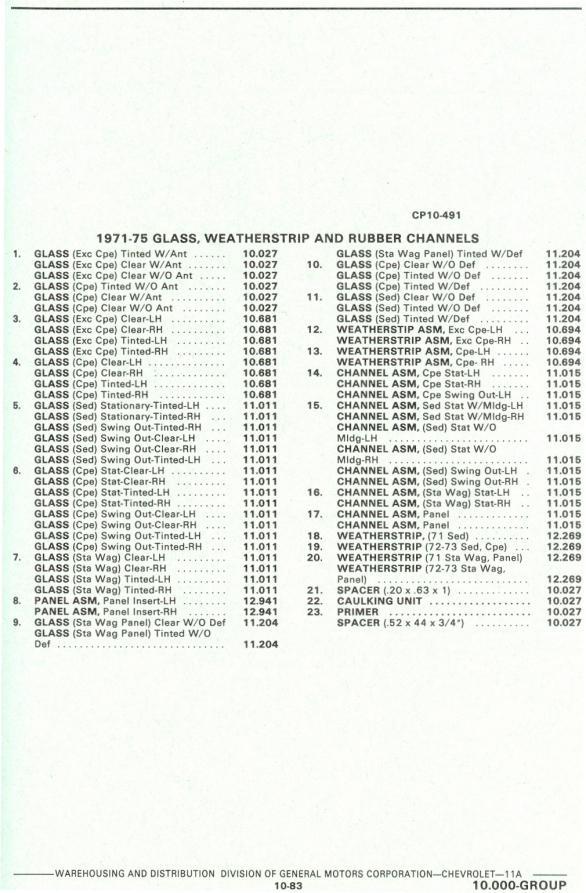 CP10-491
1971-75 GLASS, WEATHERSTRIP AND RUBBER CHANNELS
1. GLASS (Exc Cpe) Tinted W/Ant ...... 10.027
GLASS (Exc Cpe) Clear W/Ant ....... 10.027
GLASS (Exc Cpe) Clear W/O Ant ..... 10.027
2. GLASS (Cpe) Tinted W/O Ant ....... 10.027
GLASS (Cpe) Clear W/Ant .......... 10.027
GLASS (Cpe) Clear W/O Ant ........ 10.027
3. GLASS (Exc Cpe) Clear-LH .......... 10.681
GLASS (Exc Cpe) Clear-RH .......... 10.681
GLASS (Exc Cpe) Tinted-LH ......... 10.681
GLASS (Exc Cpe) Tinted-RH ......... 10.681
4. GLASS (Cpe) Clear-LH .............. 10.681
GLASS (Cpe) Clear-RH .............. 10.681
GLASS (Cpe) Tinted-LH ............. 10.681
GLASS (Cpe) Tinted-RH ............. 10.681
5. GLASS (Sed) Stationary-Tinted-LH .... 11.011
GLASS (Sed) Stationary-Tinted-RH ... 11.011
GLASS (Sed) Swing Out-Tinted-RH ... 11.011
GLASS (Sed) Swing Out-Clear-LH .... 11.011
GLASS (Sed) Swing Out-Clear-RH .... 11.011
GLASS (Sed) Swing Out-Tinted-LH ... 11.011
6. GLASS (Cpe) Stat-Clear-LH .......... 11.011
GLASS (Cpe) Stat-Clear-RH .......... 11.011
GLASS (Cpe) Stat-Tinted-LH ......... 11.011
GLASS (Cpe) Stat-Tinted-RH ......... 11.011
GLASS (Cpe) Swing Out-Clear-LH .... 11.011
GLASS (Cpe) Swing Out-Clear-RH .... 11.011
GLASS (Cpe) Swing Out-Tinted-LH ... 11.011
GLASS (Cpe) Swing Out-Tinted-RH ... 11.011
7. GLASS (Sta Wag) Clear-LH .......... 11.011
GLASS (Sta Wag) Clear-RH .......... 11.011
GLASS (Sta Wag) Tinted-LH ......... 11.011
GLASS (Sta Wag) Tinted-RH ......... 11.011
8. PANEL ASM, Panel Insert-LH ........ 12.941
PANEL ASM, Panel Insert-RH ........ 12.941
9. GLASS (Sta Wag Panel) Clear W/O Def 11.204
GLASS (Sta Wag Panel) Tinted W/O
Def .............................. 11.204
GLASS (Sta Wag Panel) Tinted W/Def 11.204
10. GLASS (Cpe) Clear W/O Def ........ 11.204
GLASS (Cpe) Tinted W/O Def ....... 11.204
GLASS (Cpe) Tinted W/Def ......... 11.204
11. GLASS (Sed) Clear W/O Def ........ 11.204
GLASS (Sed) Tinted W/O Def ....... 11.204
GLASS (Sed) Tinted W/Def ......... 11.204
12. WEATHERSTIP ASM, Exc Cpe-LH ... 10.694
WEATHERSTRIP ASM, Exc Cpe-RH .. 10.694
13. WEATHERSTRIP ASM, Cpe-LH ...... 10.694
WEATHERSTRIP ASM, Cpe- RH ..... 10.694
14. CHANNEL ASM, Cpe Stat-LH ....... 11.015
CHANNEL ASM, Cpe Stat-RH ....... 11.015
CHANNEL ASM, Cpe Swing Out-LH .. 11.015
15. CHANNEL ASM, Sed Stat W/Mldg-LH 11.015
CHANNEL ASM, Sed Stat W/Mldg-RH 11.015
CHANNEL ASM, (Sed) Stat W/O
Mldg-LH ......................... 11.015
CHANNEL ASM, (Sed) Stat W/O
Mldg-RH ......................... 11.015
CHANNEL ASM, (Sed) Swing Out-LH . 11.015
CHANNEL ASM, (Sed) Swing Out-RH . 11.015
16. CHANNEL ASM, (Sta Wag) Stat-LH .. 11.015
CHANNEL ASM, (Sta Wag) Stat-RH .. 11.015
17. CHANNEL ASM, Panel ............. 11.015
CHANNEL ASM, Panel ............. 11.015
18. WEATHERSTRIP, (71 Sed) .......... 12.269
19. WEATHERSTRIP (72-73 Sed, Cpe) ... 12.269
20. WEATHERSTRIP (71 Sta Wag, Panel) 12.269
WEATHERSTRIP (72-73 Sta Wag,
Panel) ........................... 12.269
21. SPACER (.20 x .63 x 1) ............. 10.027
22. CAULKING UNIT .................. 10.027
23. PRIMER ......................... 10.027
SPACER (.52 x 44 x 3/4") .......... 10.027
WAREHOUSING AND DISTRIBUTION DIVISION OF GENERAL MOTORS CORPORATION—CHEVROLET—11A
10-83 10.000-GROUP